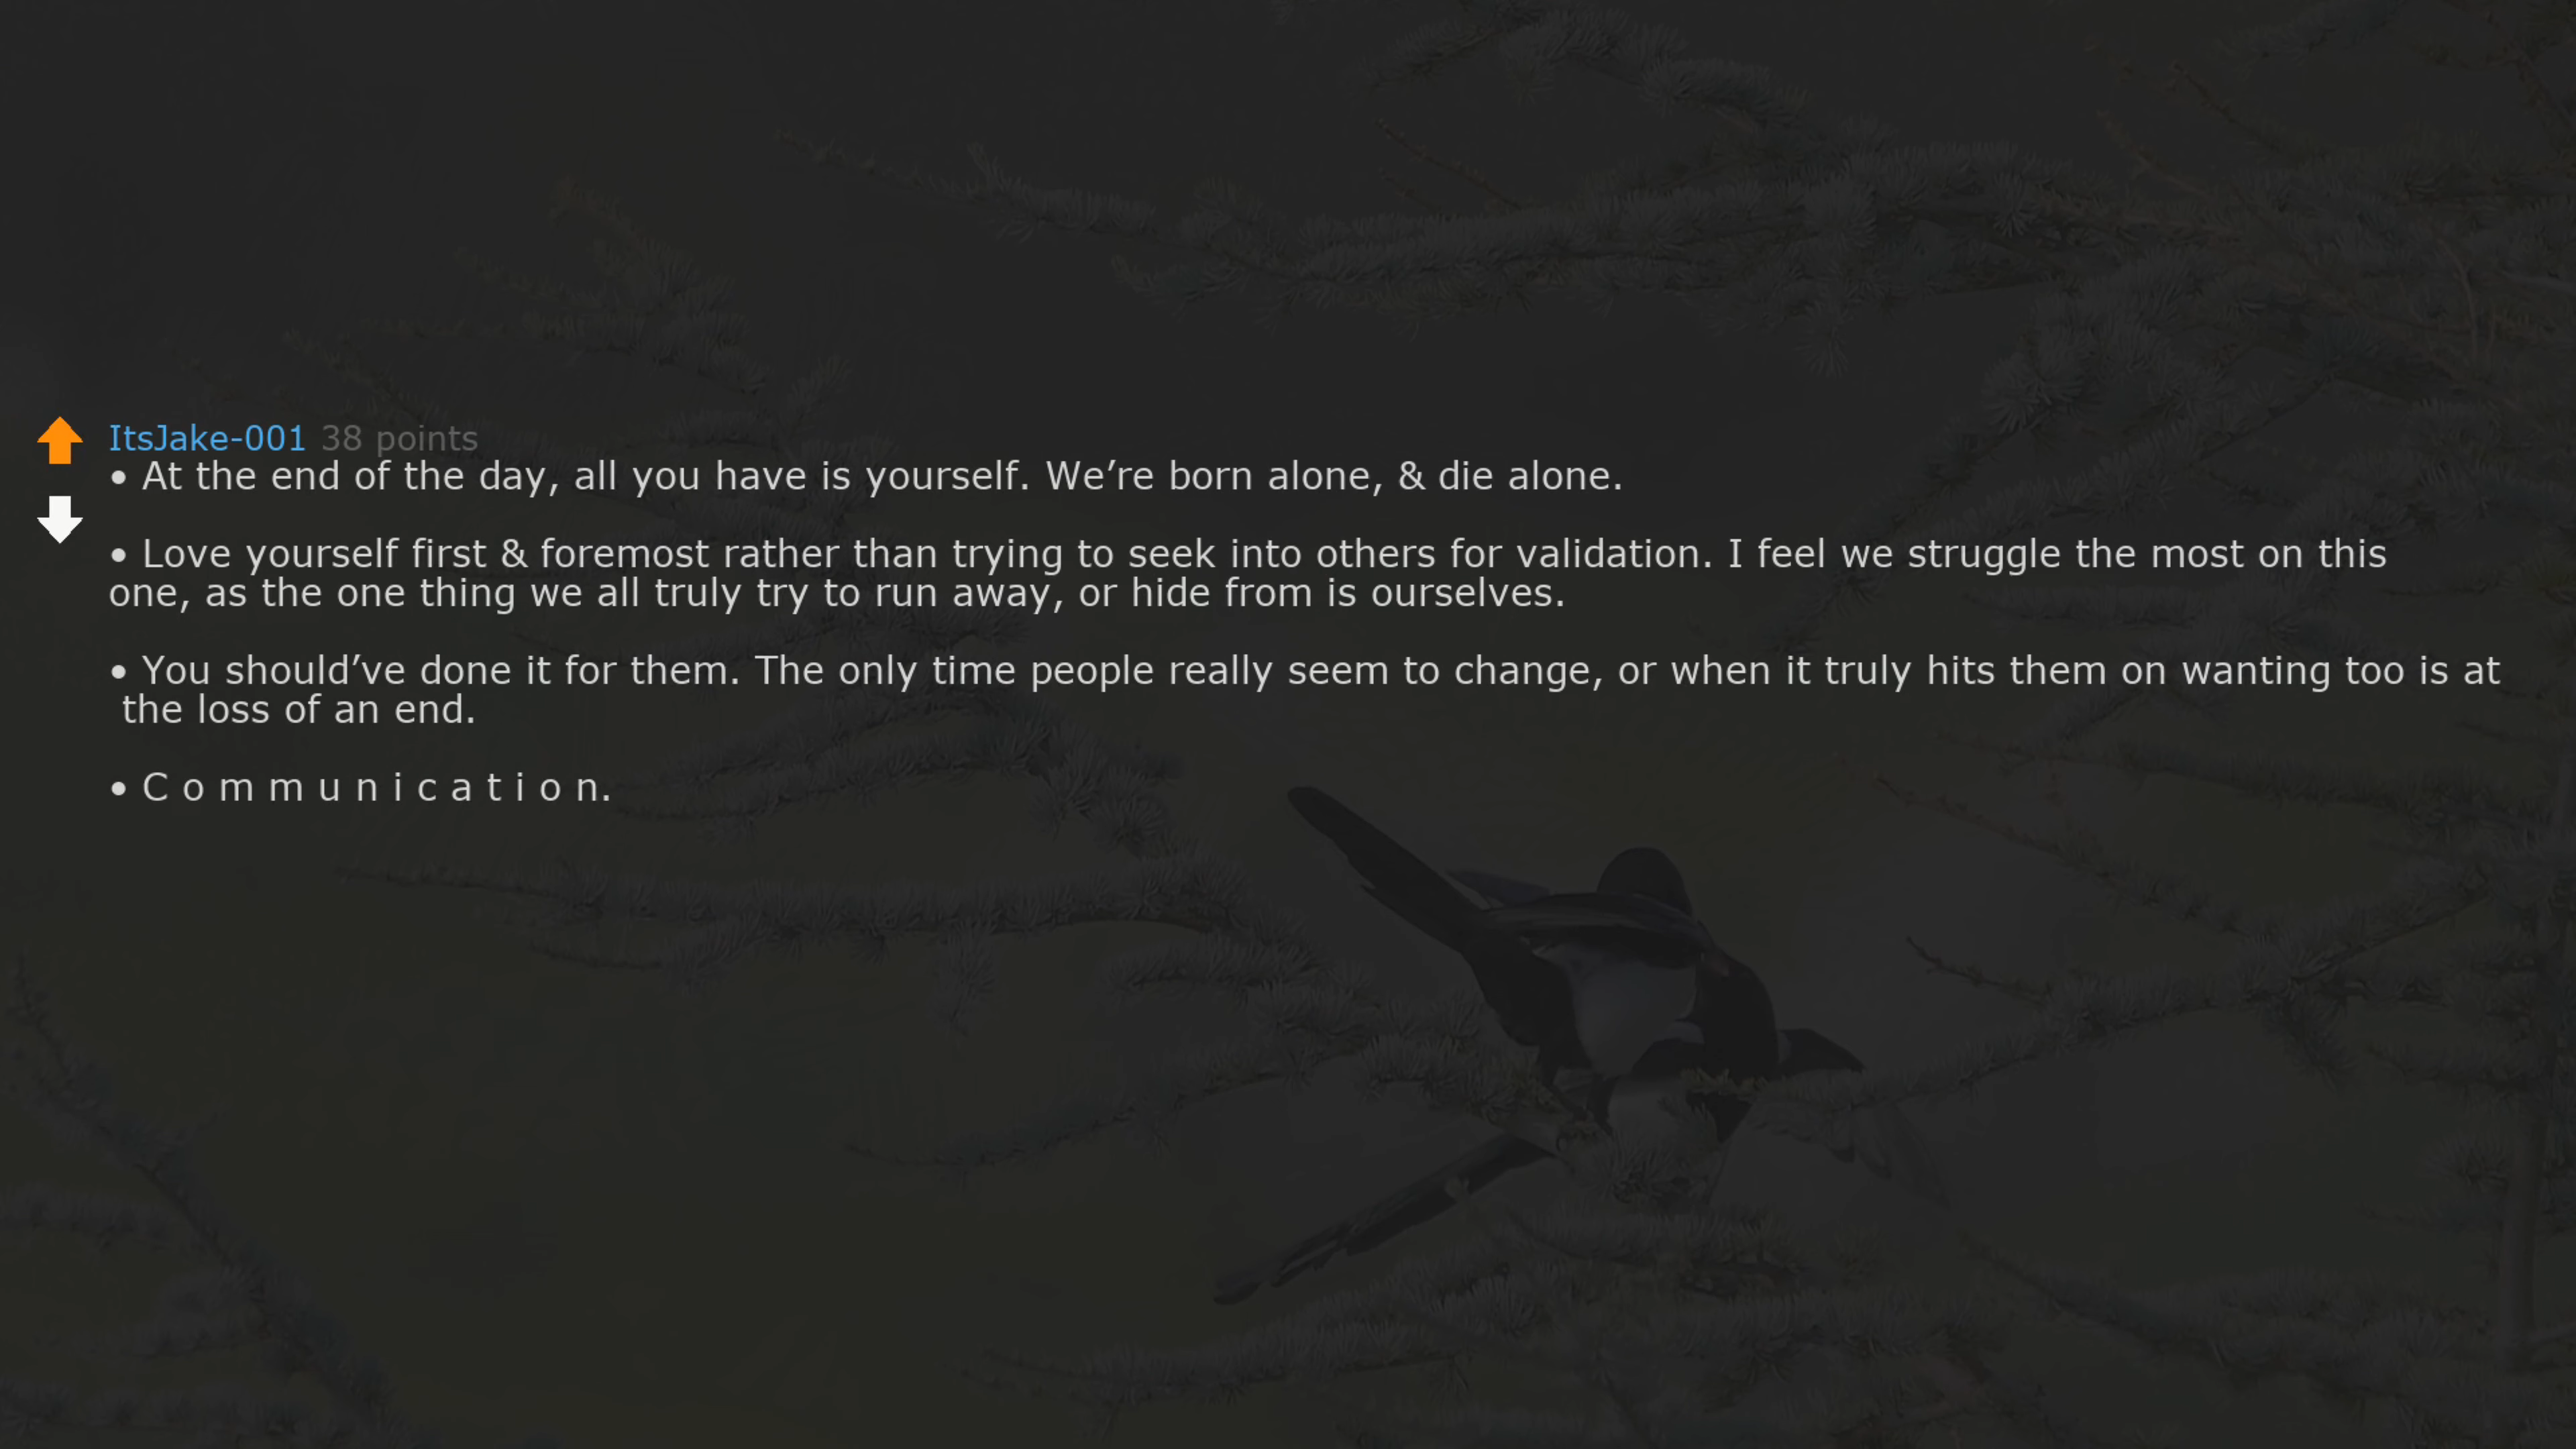 ItsJake-001 38 points
• At the end of the day, all you have is yourself. We’re born alone, & die alone.
• Love yourself first & foremost rather than trying to seek into others for validation. I feel we struggle the most on this
one, as the one thing we all truly try to run away, or hide from is ourselves.
• You should’ve done it for them. The only time people really seem to change, or when it truly hits them on wanting too is at
the loss of an end.
• C o m m u n i c a t i o n.